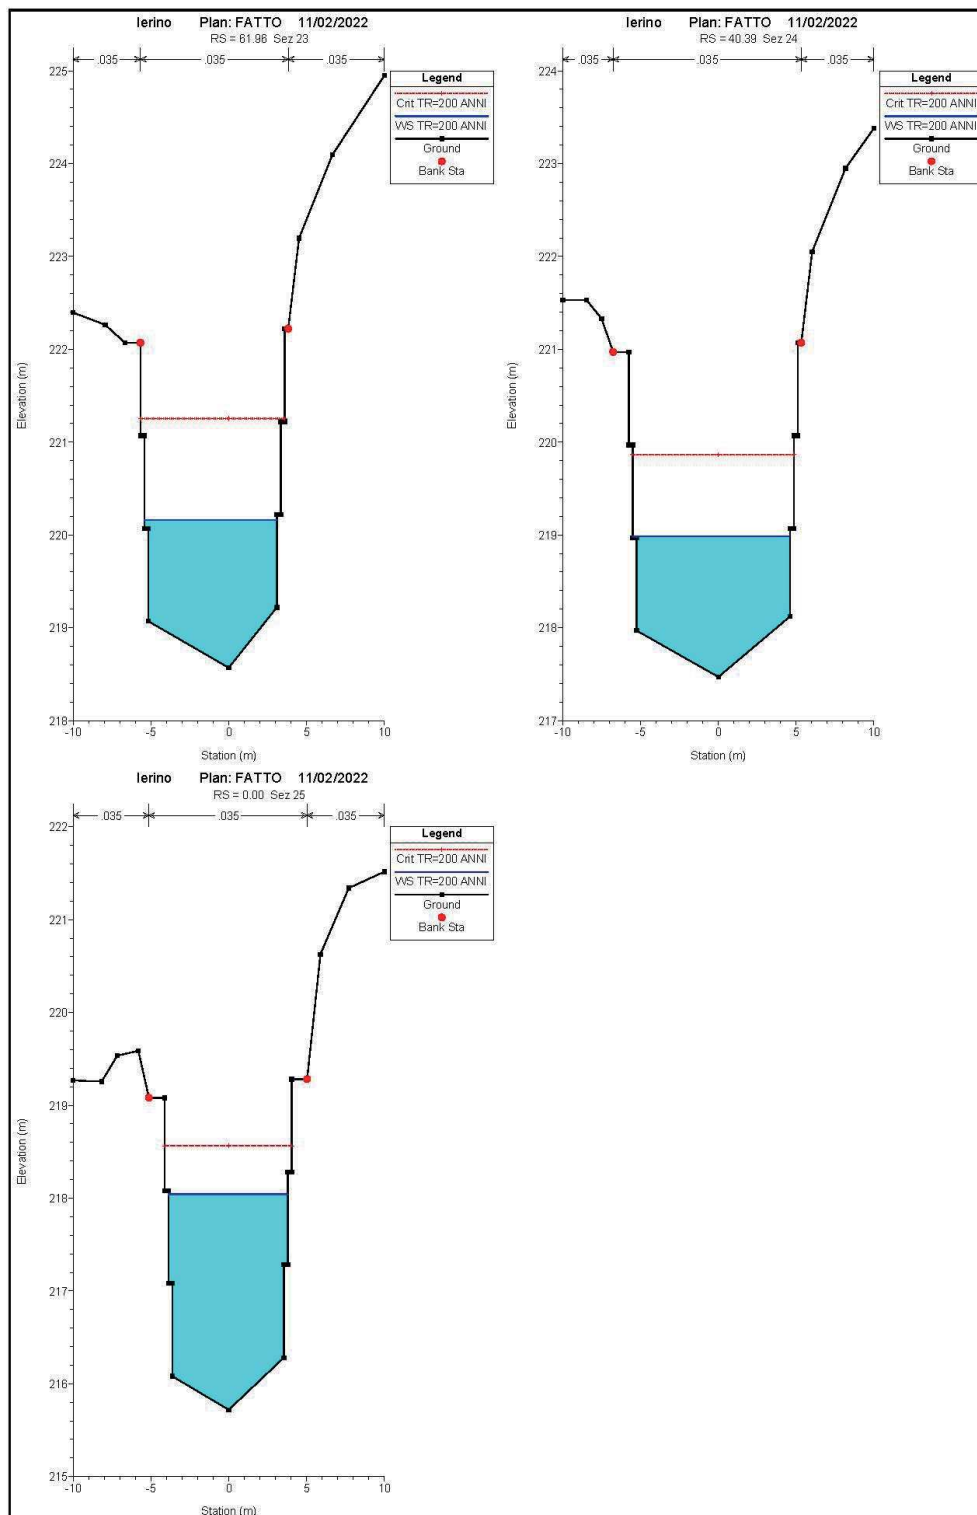 Ierino Plan: FATTO 11/02/2022
RS = 61.96 Sez 23
.035 .035 .035
225
224
223
222
221
220
219
218
Elevation (m)
-10 -5 0 5 10
Station (m)
Legend
Crit TR=200 ANNI
WS TR=200 ANNI
Ground
Bank Sta
Ierino Plan: FATTO 11/02/2022
RS = 40.39 Sez 24
.035 .035 .035
224
223
222
221
220
219
218
217
Elevation (m)
-10 -5 0 5 10
Station (m)
Legend
Crit TR=200 ANNI
WS TR=200 ANNI
Ground
Bank Sta
Ierino Plan: FATTO 11/02/2022
RS = 0.00 Sez 25
.035 .035 .035
222
221
220
219
218
217
216
215
Elevation (m)
-10 -5 0 5 10
Station (m)
Legend
Crit TR=200 ANNI
WS TR=200 ANNI
Ground
Bank Sta